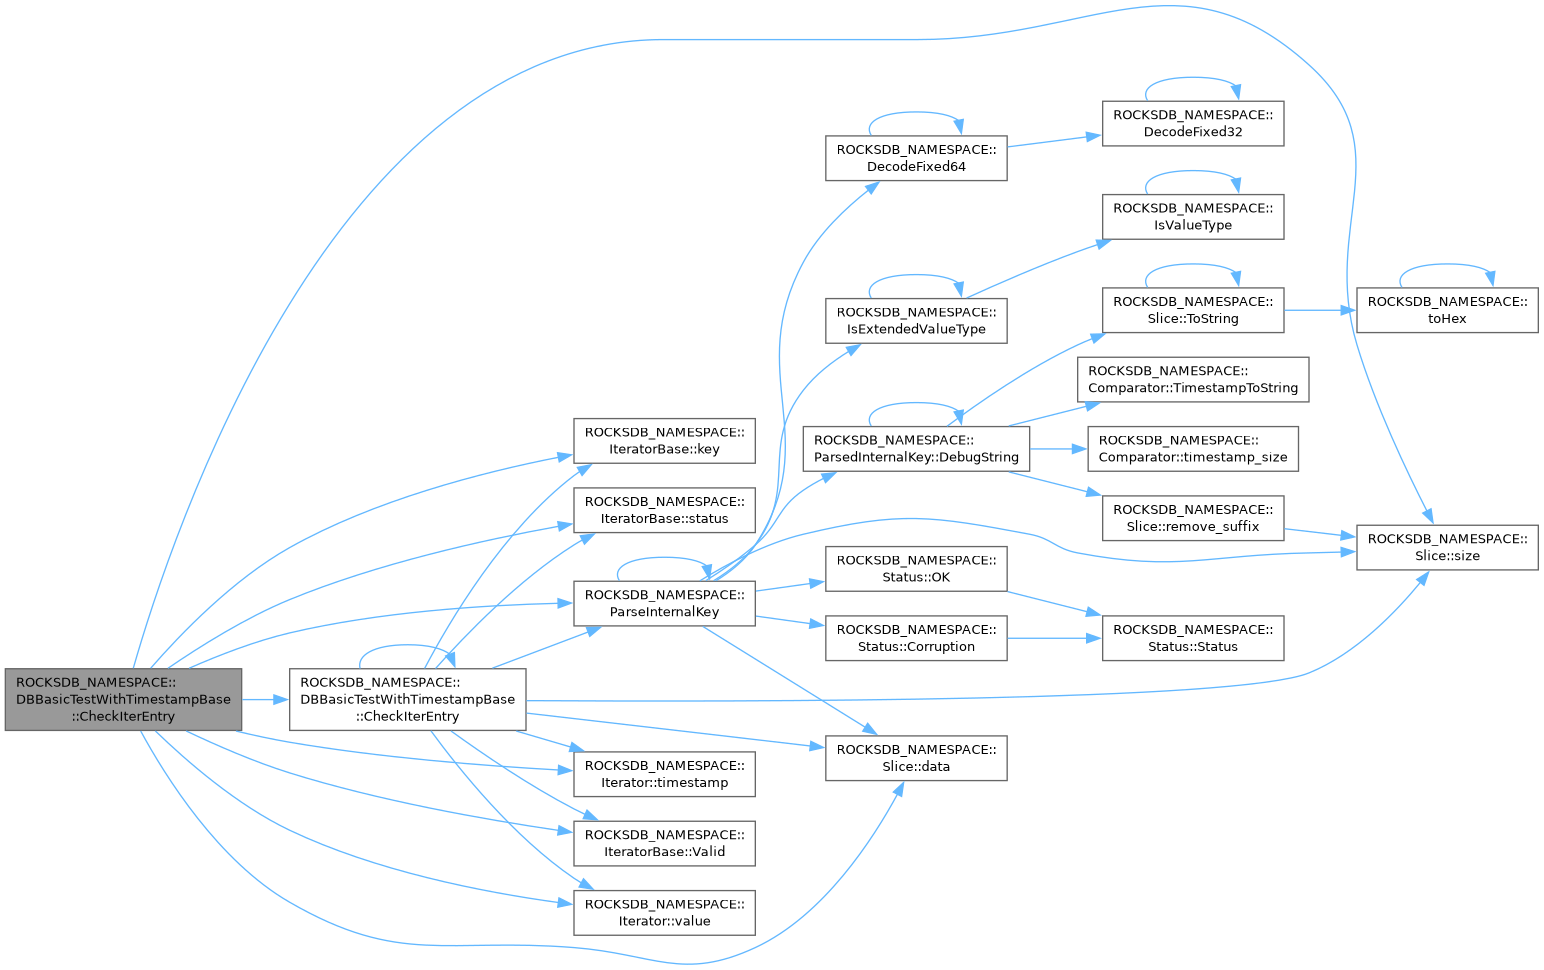 ROCKSDB_NAMESPACE::
DBBasicTestWithTimestampBase
::CheckIterEntry
ROCKSDB_NAMESPACE::
DBBasicTestWithTimestampBase
::CheckIterEntry
ROCKSDB_NAMESPACE::
IteratorBase::key
ROCKSDB_NAMESPACE::
IteratorBase::status
ROCKSDB_NAMESPACE::
ParseInternalKey
ROCKSDB_NAMESPACE::
Iterator::timestamp
ROCKSDB_NAMESPACE::
IteratorBase::Valid
ROCKSDB_NAMESPACE::
Iterator::value
ROCKSDB_NAMESPACE::
DecodeFixed64
ROCKSDB_NAMESPACE::
IsExtendedValueType
ROCKSDB_NAMESPACE::
ParsedInternalKey::DebugString
ROCKSDB_NAMESPACE::
Status::OK
ROCKSDB_NAMESPACE::
Status::Corruption
ROCKSDB_NAMESPACE::
Slice::data
ROCKSDB_NAMESPACE::
DecodeFixed32
ROCKSDB_NAMESPACE::
IsValueType
ROCKSDB_NAMESPACE::
Slice::ToString
ROCKSDB_NAMESPACE::
Comparator::TimestampToString
ROCKSDB_NAMESPACE::
Comparator::timestamp_size
ROCKSDB_NAMESPACE::
Slice::remove_suffix
ROCKSDB_NAMESPACE::
Status::Status
ROCKSDB_NAMESPACE::
toHex
ROCKSDB_NAMESPACE::
Slice::size